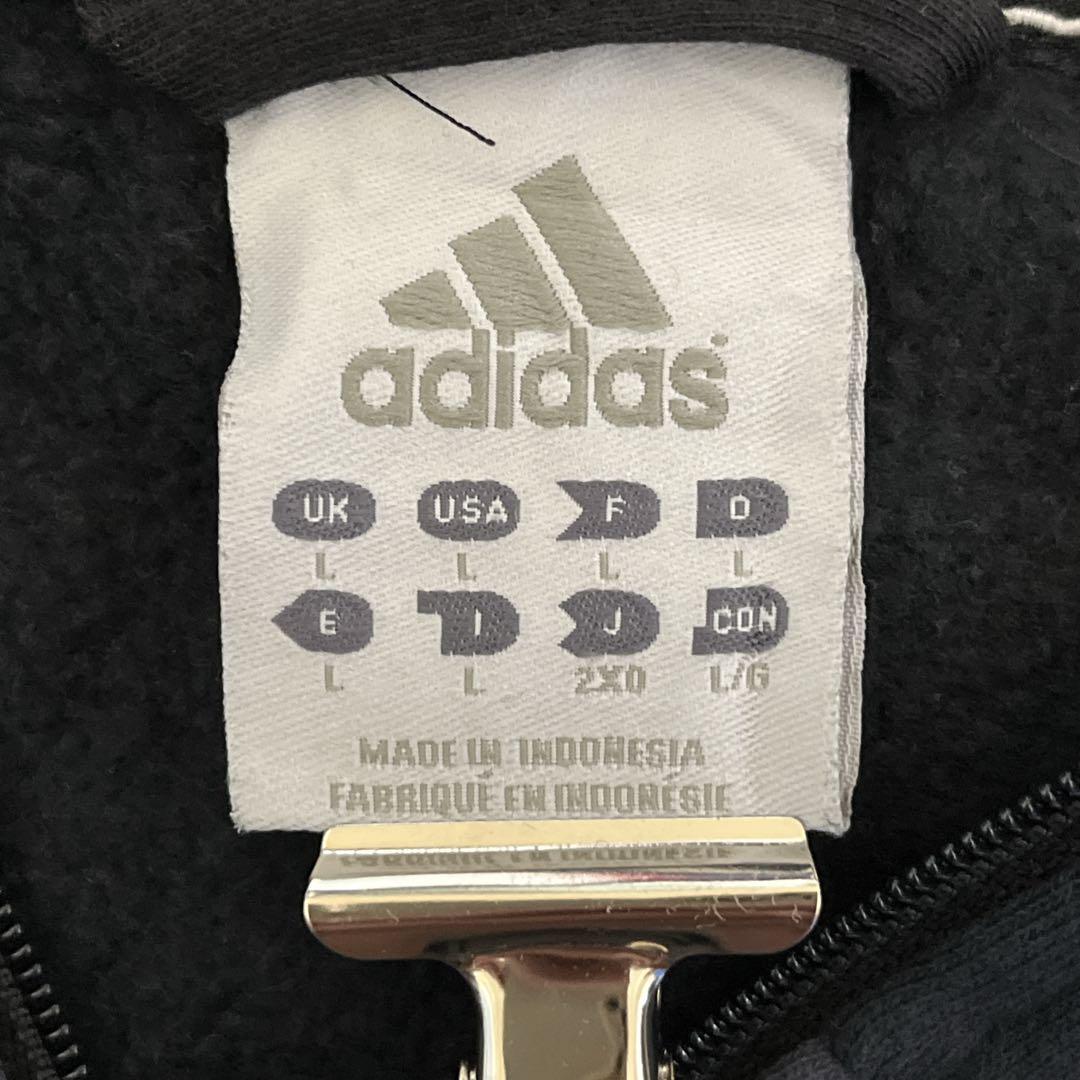 adidas
UK USA F D
L L L L
E I J CON
L L 2XO L/G
MADE IN INDONESIA
FABRIQUÉ EN INDONÉSIE